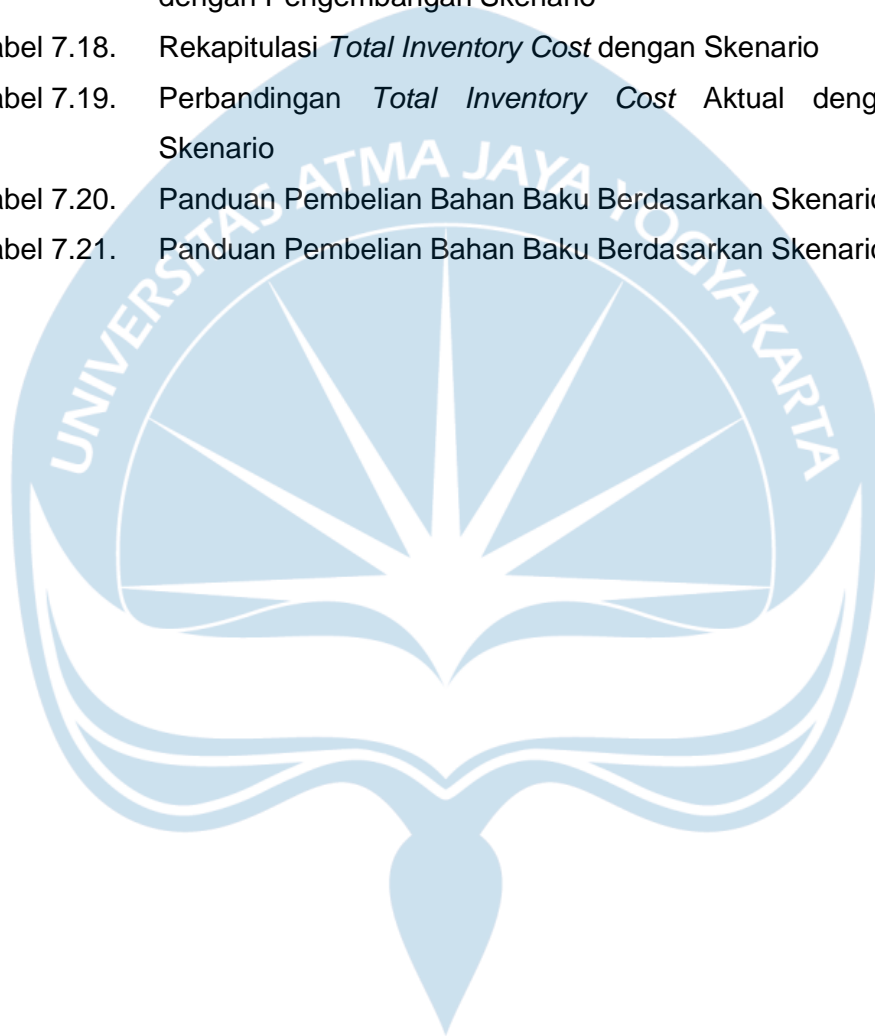 dengan Pengembangan Skenario
abel 7.18. Rekapitulasi Total Inventory Cost dengan Skenario
abel 7.19. Perbandingan Total Inventory Cost Aktual deng
Skenario
abel 7.20. Panduan Pembelian Bahan Baku Berdasarkan Skenario
abel 7.21. Panduan Pembelian Bahan Baku Berdasarkan Skenario
UNIVERSITAS ATMA JAYA YOGYAKARTA